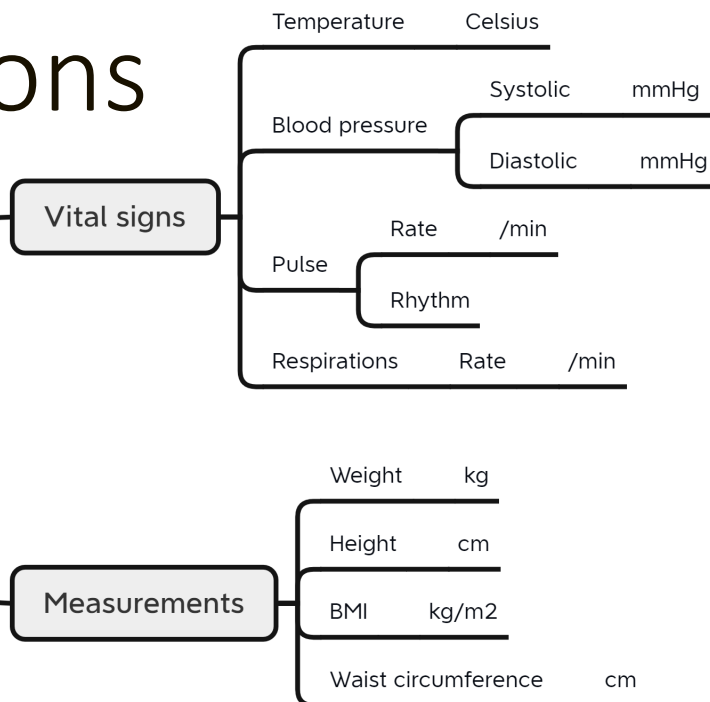 ons
Temperature Celsius
Blood pressure
Systolic mmHg
Diastolic mmHg
Vital signs
Pulse
Rate /min
Rhythm
Respirations Rate /min
Weight kg
Height cm
Measurements
BMI kg/m2
Waist circumference cm